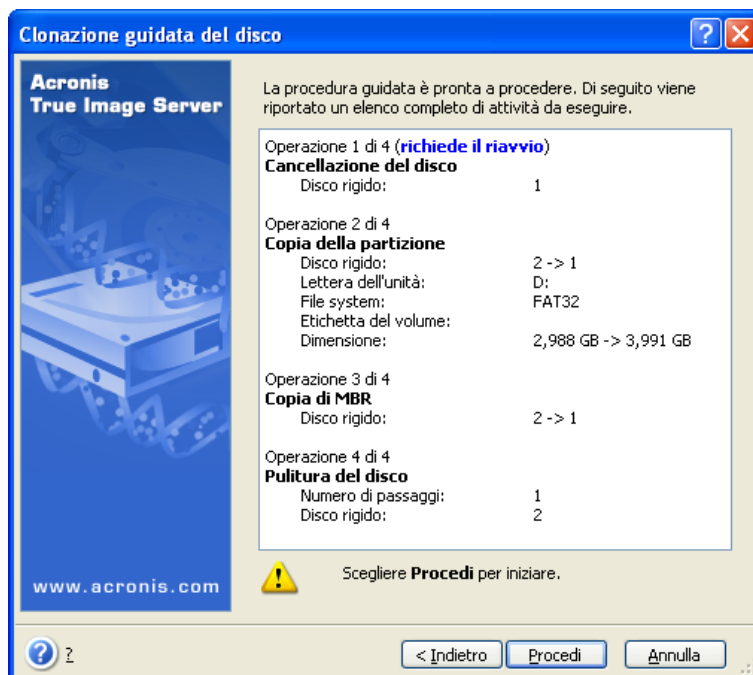 Clonazione guidata del disco
Acronis
True Image Server
La procedura guidata è pronta a procedere. Di seguito viene
riportato un elenco completo di attività da eseguire.
Operazione 1 di 4 (richiede il riavvio)
Cancellazione del disco
Disco rigido: 1
Operazione 2 di 4
Copia della partizione
Disco rigido: 2 -> 1
Lettera dell'unità: D:
File system: FAT32
Etichetta del volume:
Dimensione: 2,988 GB -> 3,991 GB
Operazione 3 di 4
Copia di MBR
Disco rigido: 2 -> 1
Operazione 4 di 4
Pulitura del disco
Numero di passaggi: 1
Disco rigido: 2
Scegliere Procedi per iniziare.
www.acronis.com
? < Indietro Procedi Annulla